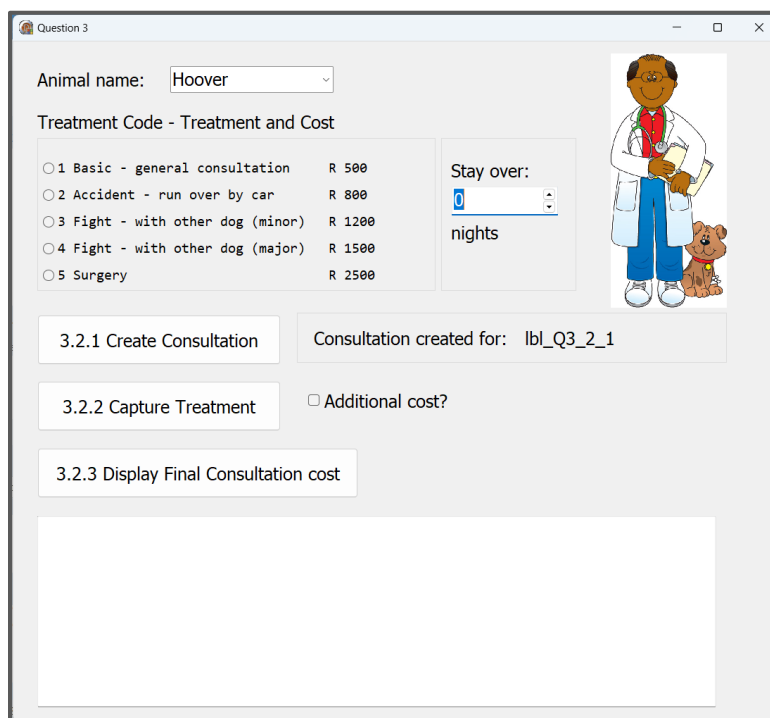 Question 3
Animal name: Hoover
Treatment Code - Treatment and Cost
1 Basic - general consultation R 500
2 Accident - run over by car R 800
3 Fight - with other dog (minor) R 1200
4 Fight - with other dog (major) R 1500
5 Surgery R 2500
Stay over:
0
nights
3.2.1 Create Consultation
Consultation created for: lbl_Q3_2_1
3.2.2 Capture Treatment
Additional cost?
3.2.3 Display Final Consultation cost